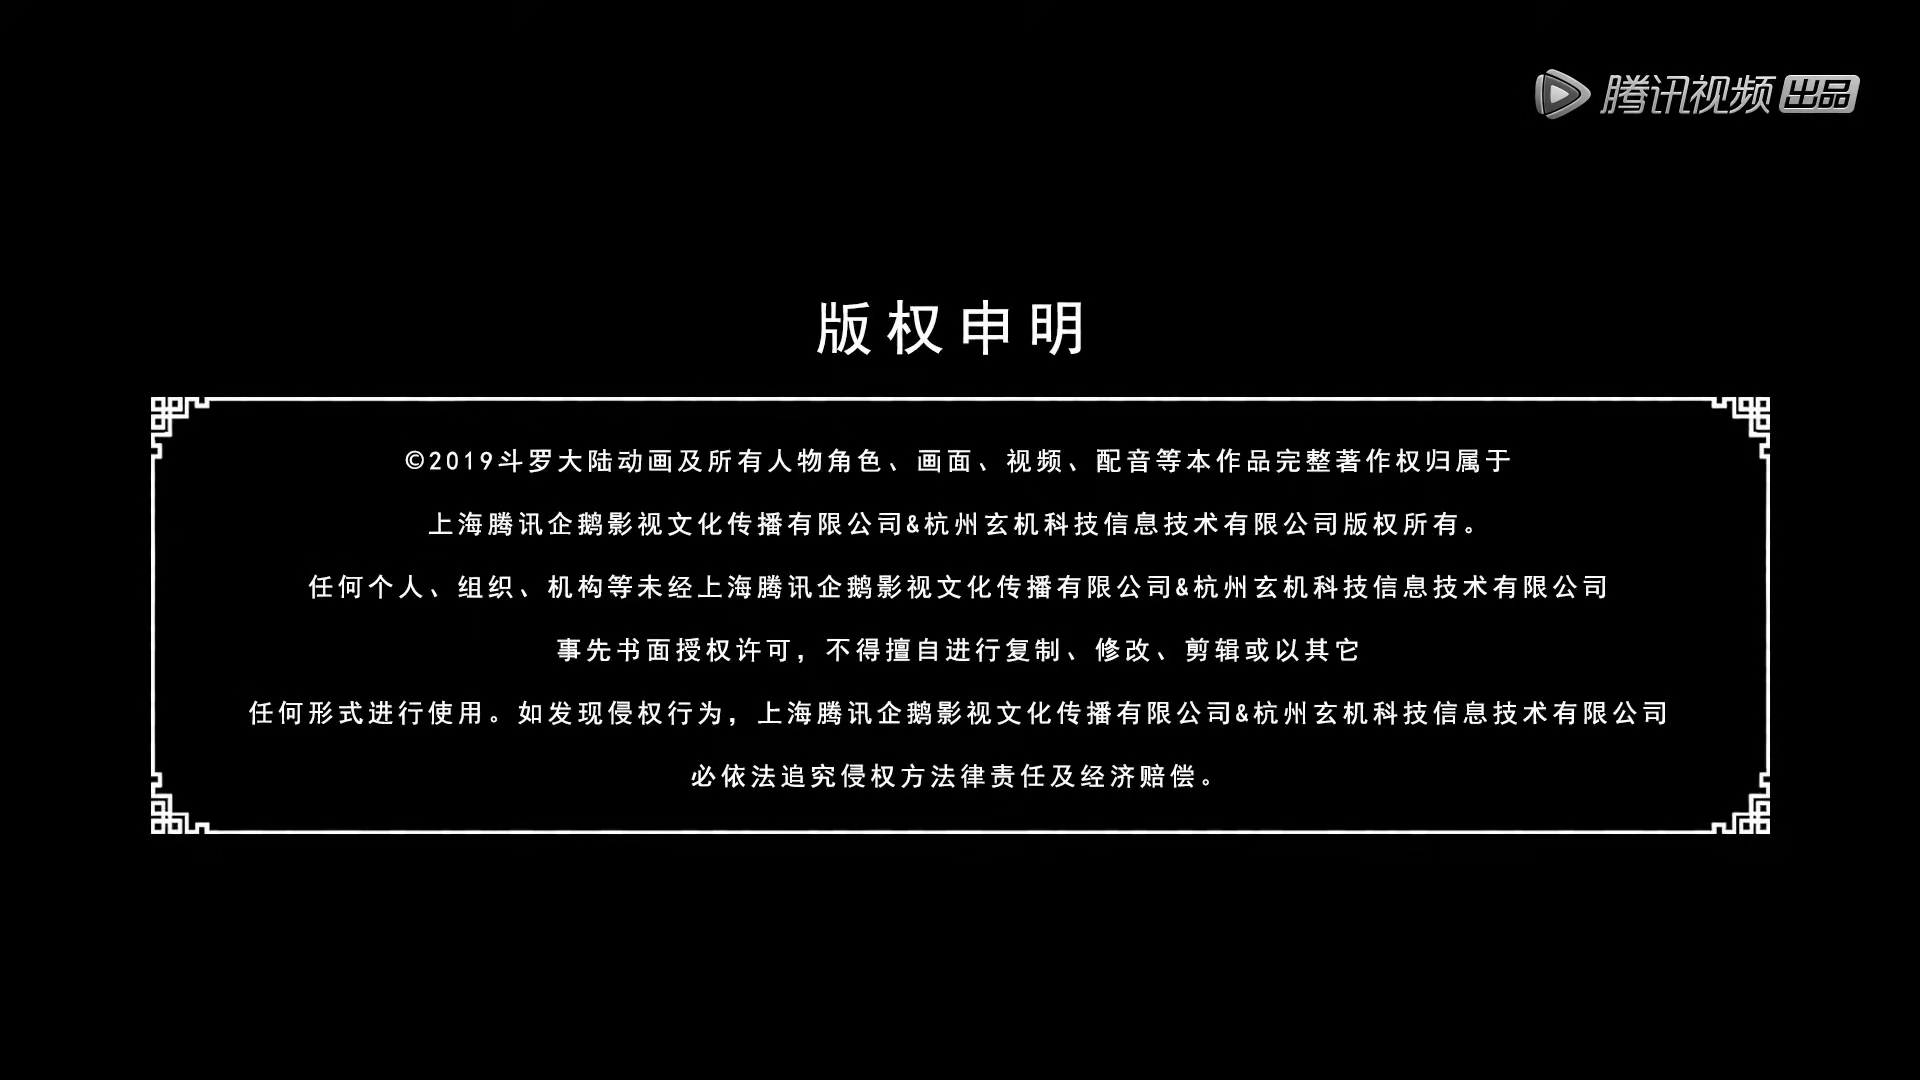 腾讯视频 出品
版权申明
©2019斗罗大陆动画及所有人物角色、画面、视频、配音等本作品完整著作权归属于
上海腾讯企鹅影视文化传播有限公司&杭州玄机科技信息技术有限公司版权所有。
任何个人、组织、机构等未经上海腾讯企鹅影视文化传播有限公司&杭州玄机科技信息技术有限公司
事先书面授权许可，不得擅自进行复制、修改、剪辑或以其它
任何形式进行使用。如发现侵权行为，上海腾讯企鹅影视文化传播有限公司&杭州玄机科技信息技术有限公司
必依法追究侵权方法律责任及经济赔偿。